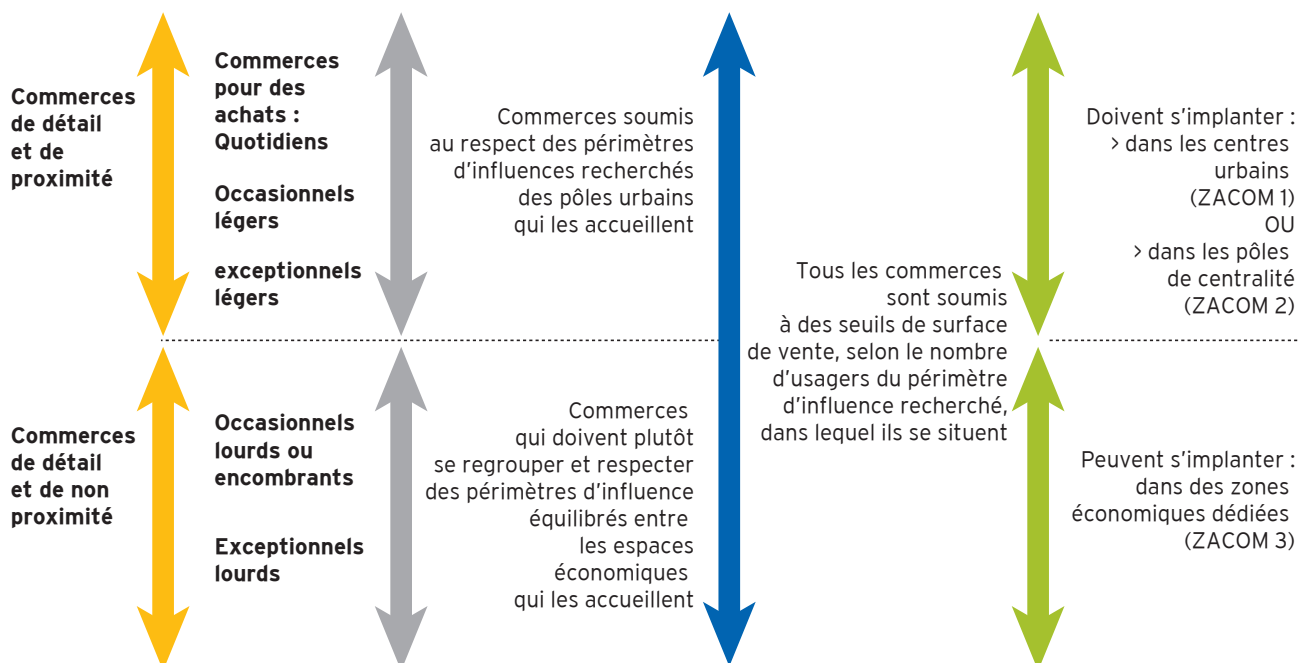 Commerces
de détail
et de
proximité
Commerces
pour des
achats :
Quotidiens
Occasionnels
légers
exceptionnels
légers
Commerces soumis
au respect des périmètres
d’influences recherchés
des pôles urbains
qui les accueillent
Tous les commerces
sont soumis
à des seuils de surface
de vente, selon le nombre
d’usagers du périmètre
d’influence recherché,
dans lequel ils se situent
Doivent s’implanter :
> dans les centres
urbains
(ZACOM 1)
OU
> dans les pôles
de centralité
(ZACOM 2)
Commerces
de détail
et de non
proximité
Occasionnels
lourds ou
encombrants
Exceptionnels
lourds
Commerces
qui doivent plutôt
se regrouper et respecter
des périmètres d’influence
équilibrés entre
les espaces
économiques
qui les accueillent
Peuvent s’implanter :
dans des zones
économiques dédiées
(ZACOM 3)